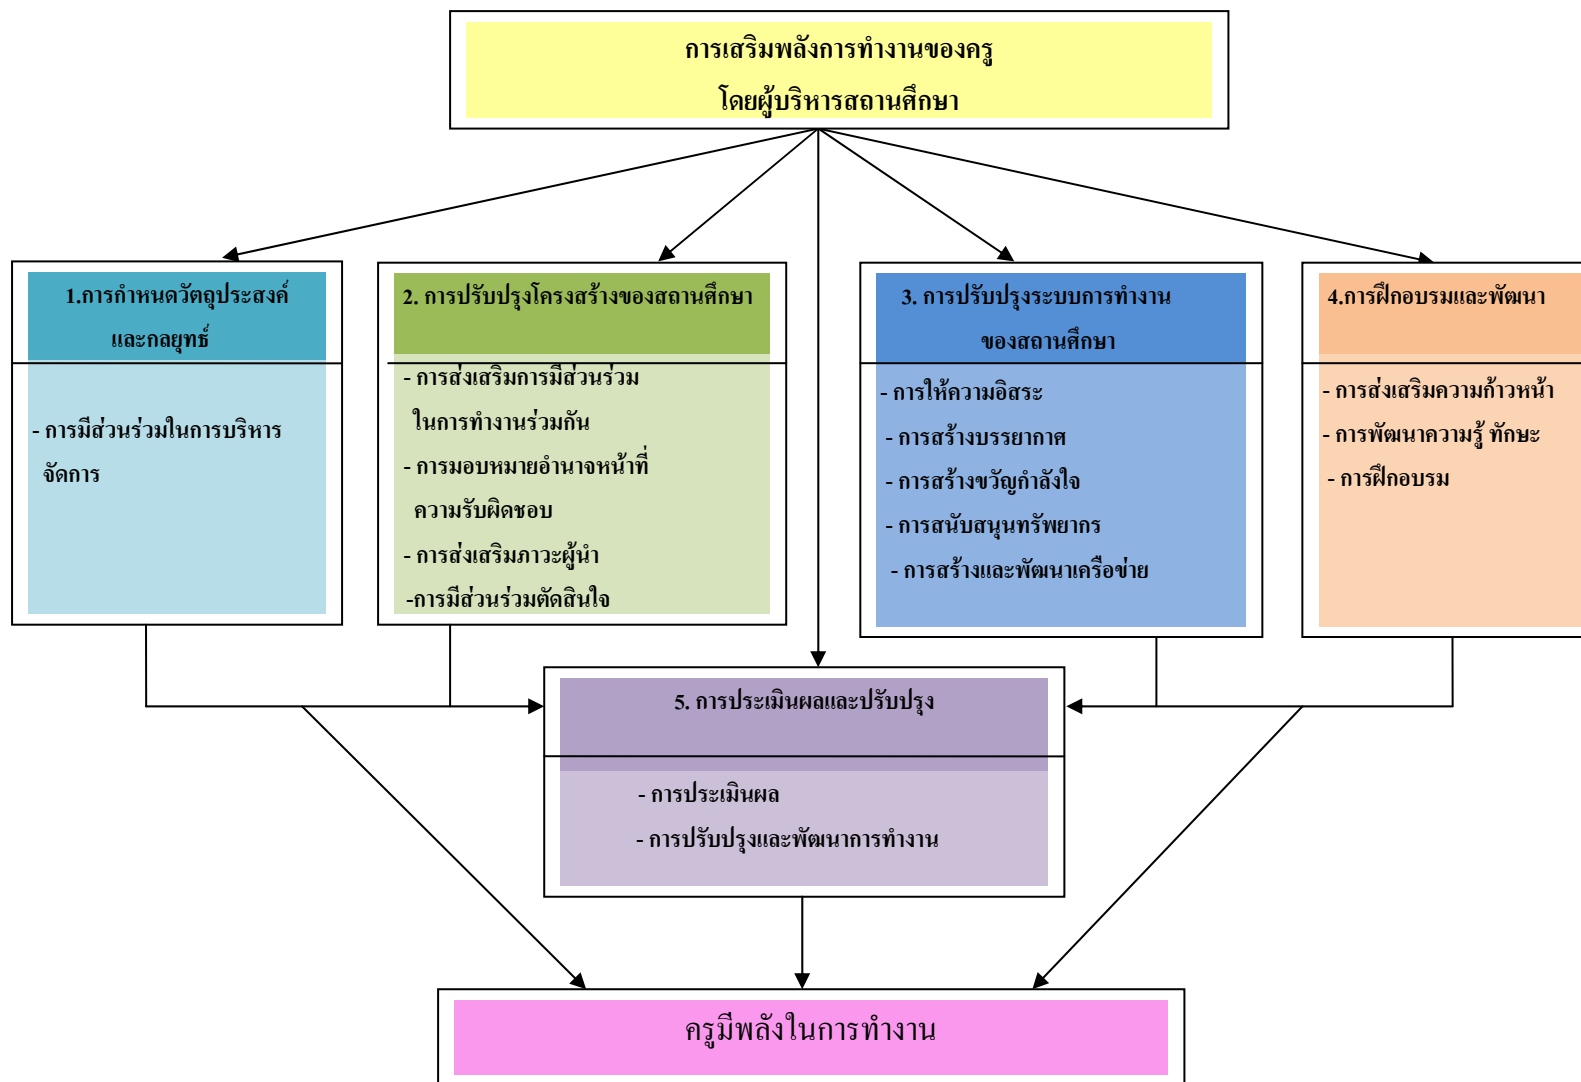 การเสริมพลังการทำงานของครู
โดยผู้บริหารสถานศึกษา
1.การกำหนดวัตถุประสงค์
และกลยุทธ์
- การมีส่วนร่วมในการบริหาร
จัดการ
2. การปรับปรุงโครงสร้างของสถานศึกษา
- การส่งเสริมการมีส่วนร่วม
ในการทำงานร่วมกัน
- การมอบหมายอำนาจหน้าที่
ความรับผิดชอบ
- การส่งเสริมภาวะผู้นำ
-การมีส่วนร่วมตัดสินใจ
3. การปรับปรุงระบบการทำงาน
ของสถานศึกษา
- การให้ความอิสระ
- การสร้างบรรยากาศ
- การสร้างขวัญกำลังใจ
- การสนับสนุนทรัพยากร
- การสร้างและพัฒนาเครือข่าย
4.การฝึกอบรมและพัฒนา
- การส่งเสริมความก้าวหน้า
- การพัฒนาความรู้ ทักษะ
- การฝึกอบรม
5. การประเมินผลและปรับปรุง
- การประเมินผล
- การปรับปรุงและพัฒนาการทำงาน
ครูมีพลังในการทำงาน